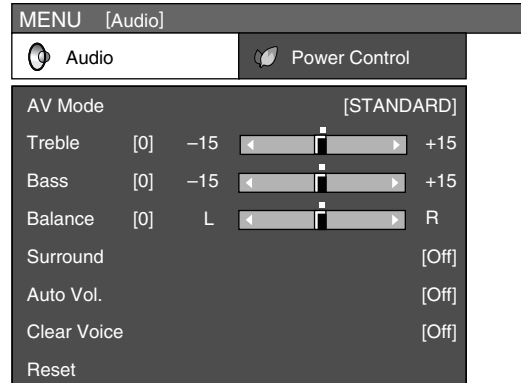 MENU [Audio]
Audio Power Control
AV Mode [STANDARD]
Treble [0] –15 +15
Bass [0] –15 +15
Balance [0] L R
Surround [Off]
Auto Vol. [Off]
Clear Voice [Off]
Reset